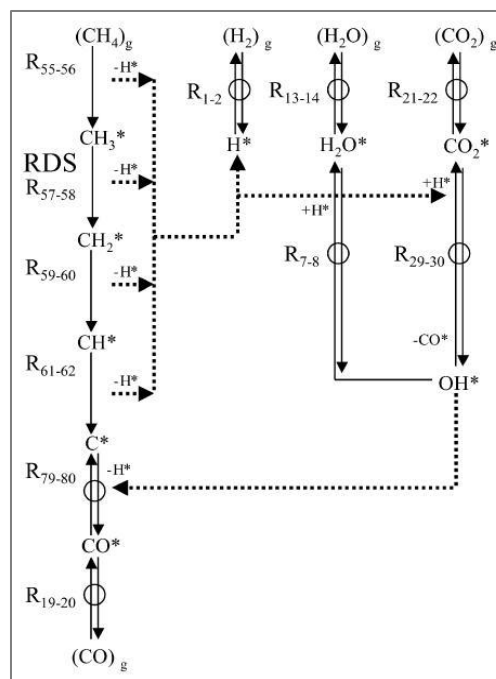 (CH₄)g (H₂) g (H₂O) g (CO₂) g
R₅₅₋₅₆ -H* R₁₋₂ R₁₃₋₁₄ R₂₁₋₂₂
CH₃* H* H₂O* CO₂*
RDS -H*
R₅₇₋₅₈ +H* +H*
CH₂*
R₅₉₋₆₀ -H* R₇₋₈ R₂₉₋₃₀
CH* -CO*
R₆₁₋₆₂ -H* OH*
C*
R₇₉₋₈₀ -H*
CO*
R₁₉₋₂₀
(CO) g